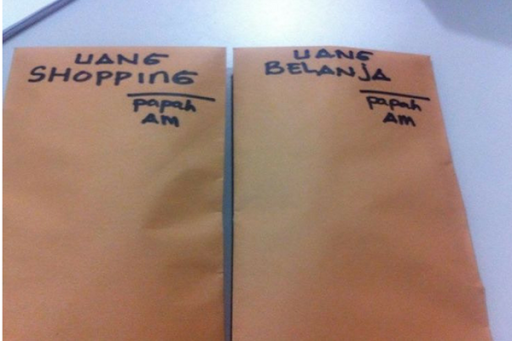 UANG
SHOPPING
papah
AM
UANG
BELANJA
papah
AM